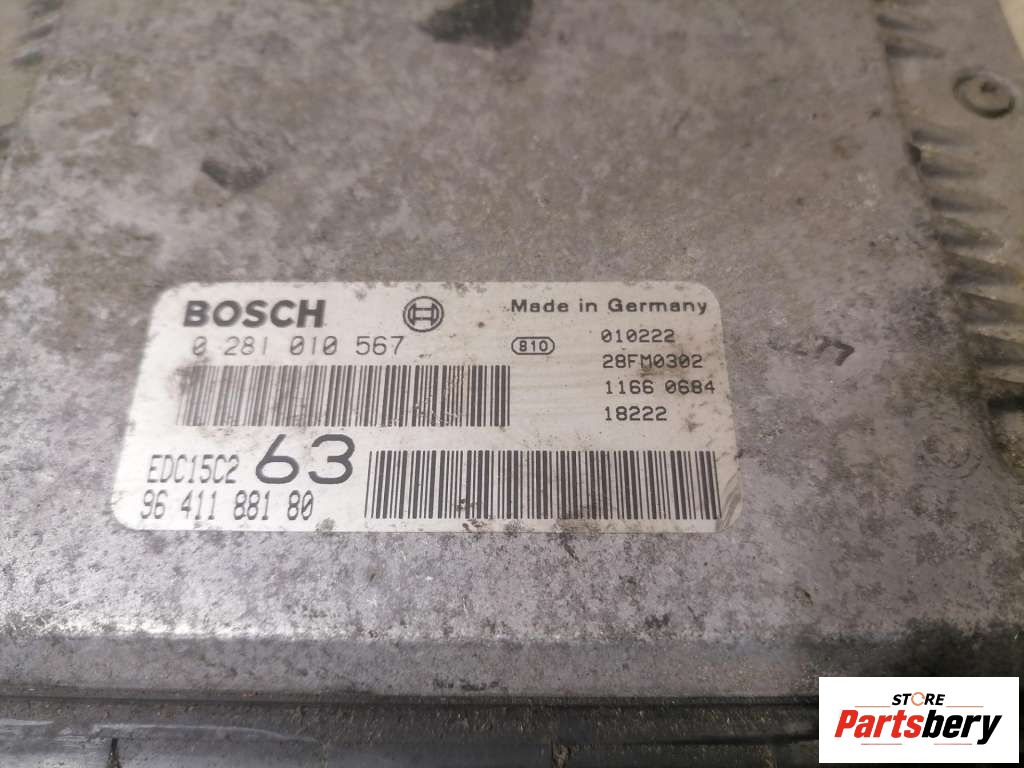 BOSCH
Made in Germany
0 281 010 567
810
010222
28FM0302
1166 0684
18222
EDC15C2 63
96 411 881 80
STORE
Partsbery